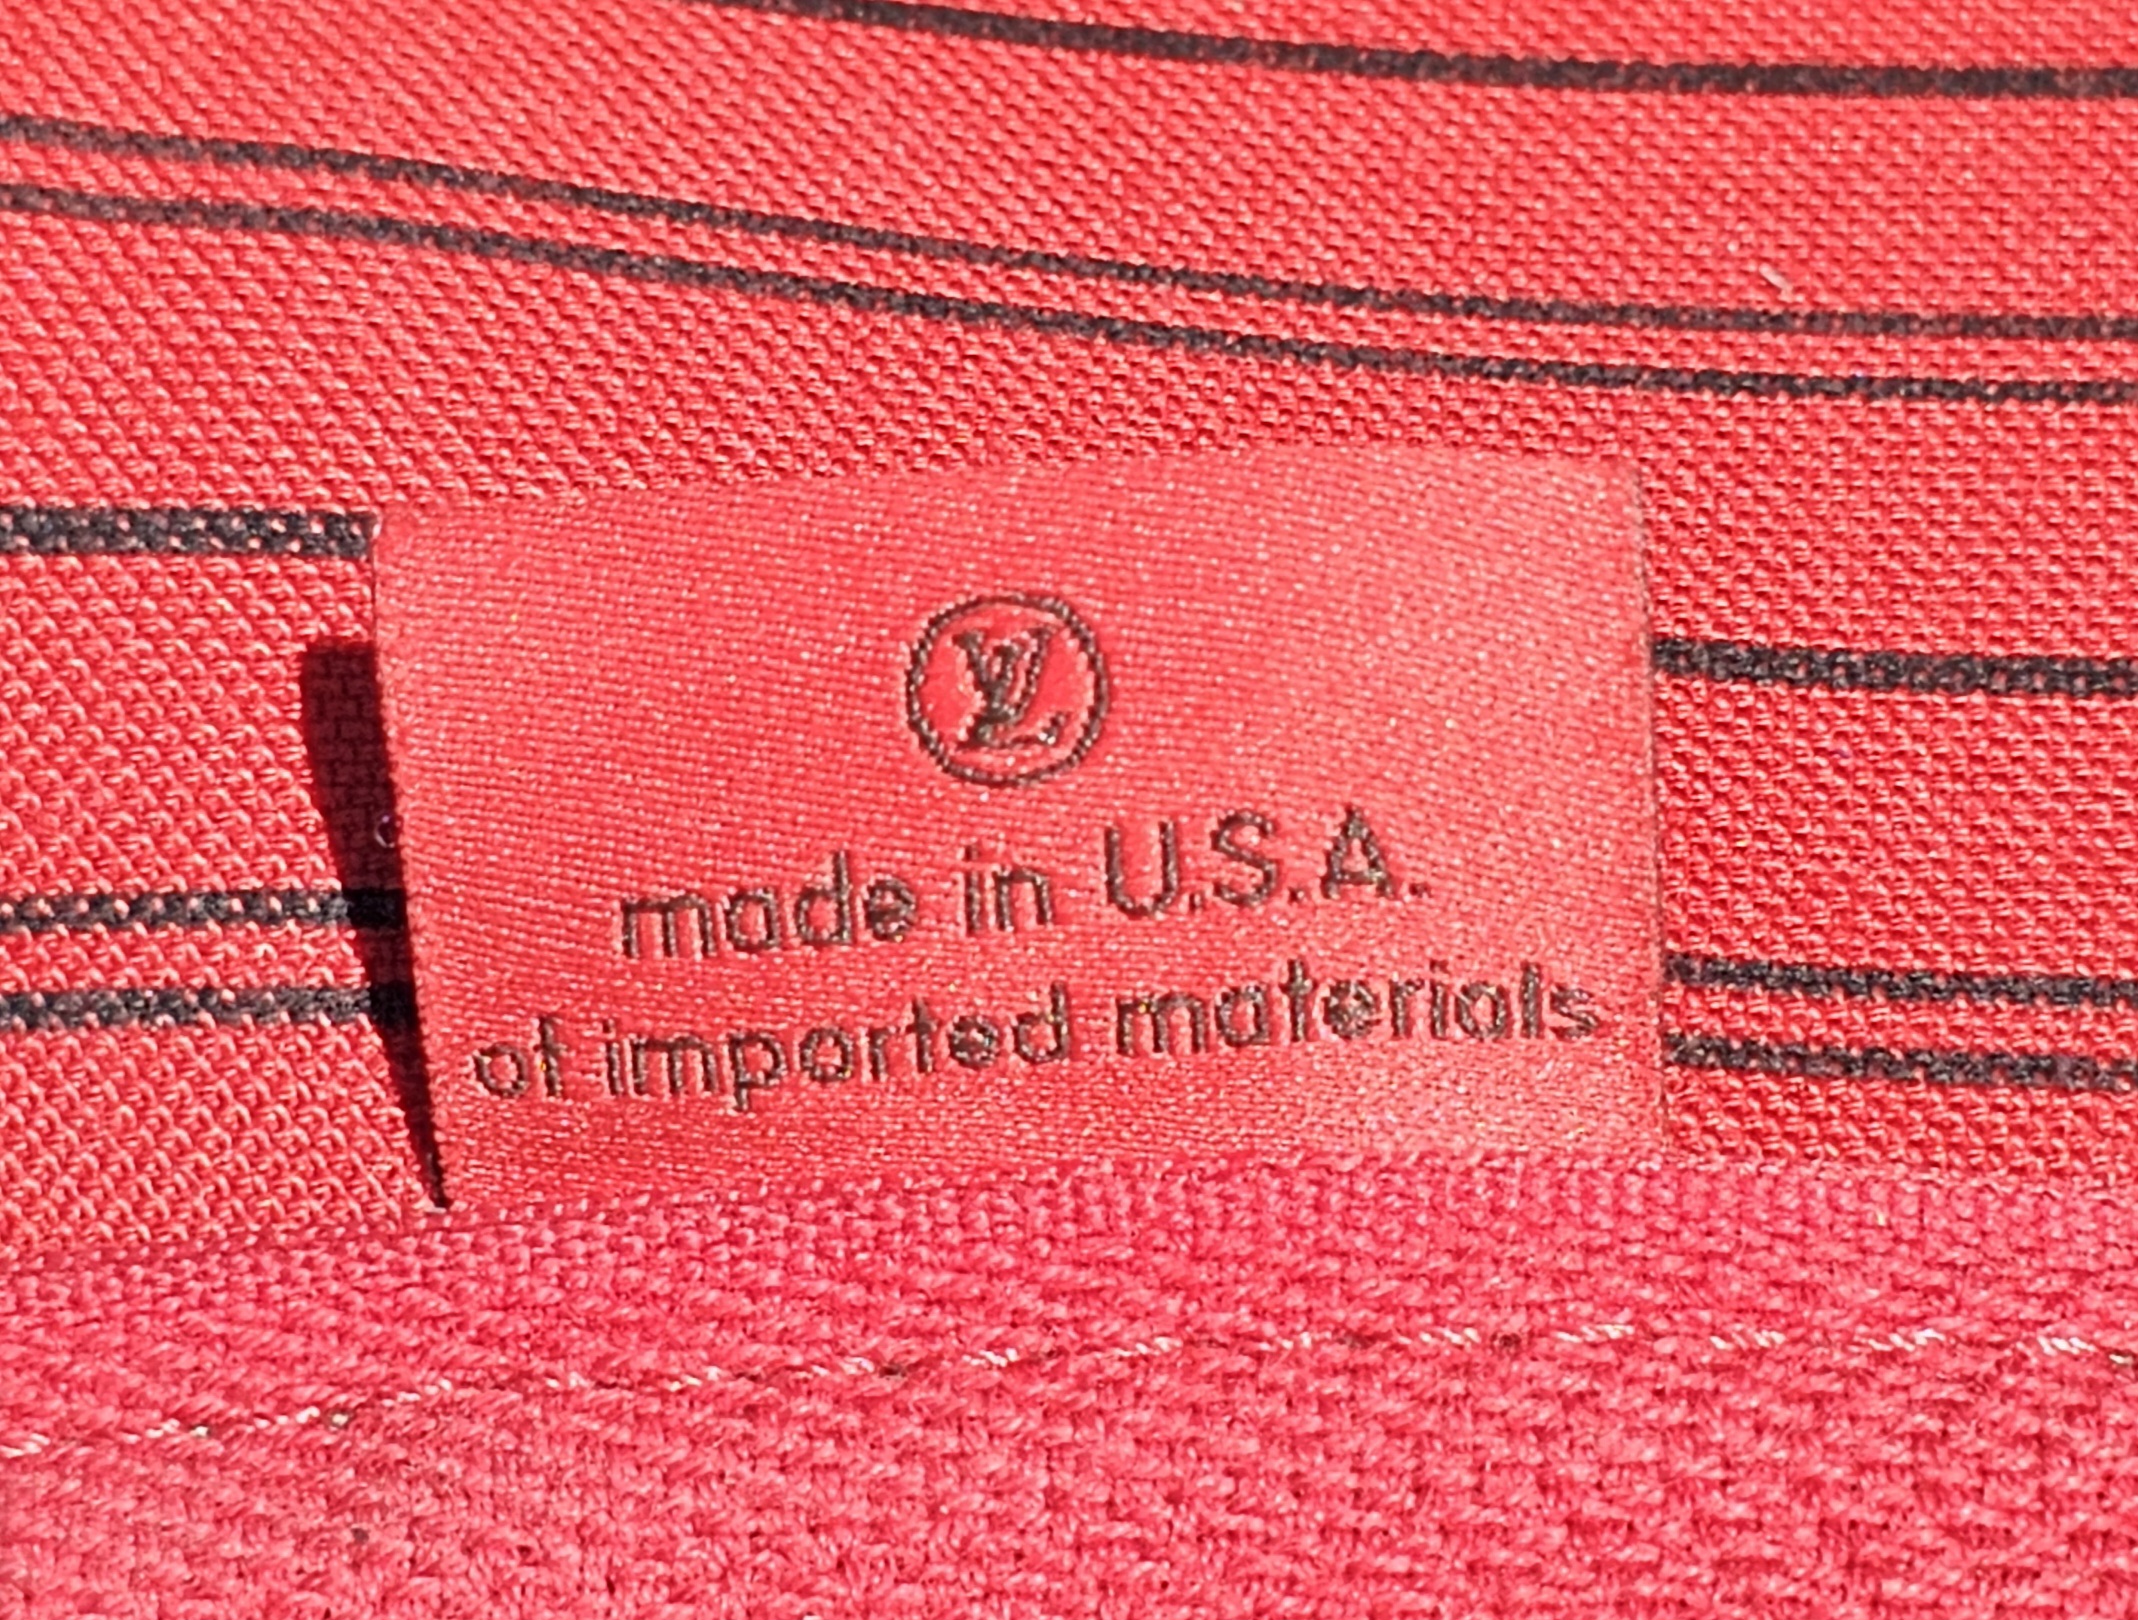 LV
made in U.S.A.
of imported materials